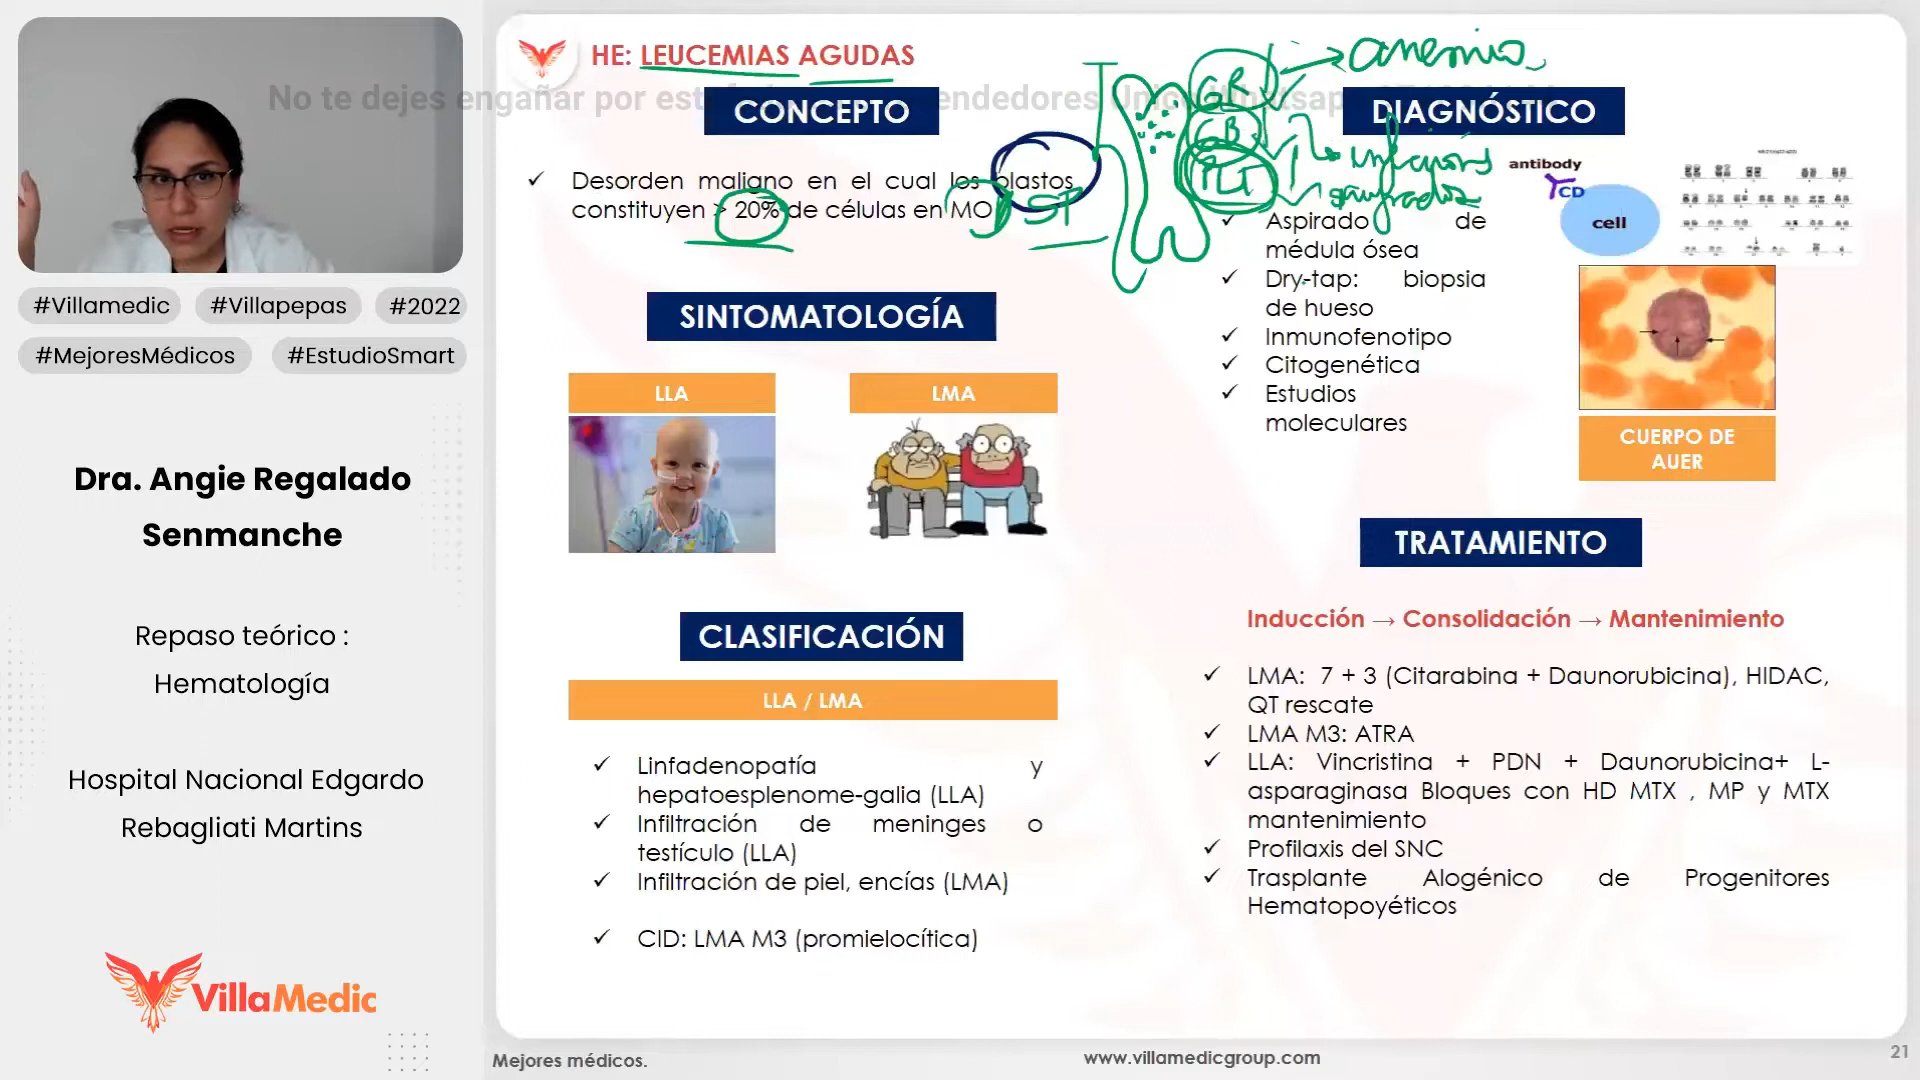 HE: LEUCEMIAS AGUDAS
anemia
No te dejes engañar por
CONCEPTO
GR
GB
PLT
DIAGNÓSTICO
antibody
CD
cell
Desorden maligno en el cual los blastos
constituyen > 20% de células en MO
ST
Aspirado de
médula ósea
Dry-tap: biopsia
de hueso
Inmunofenotipo
Citogenética
Estudios
moleculares
CUERPO DE
AUER
SINTOMATOLOGÍA
LLA
LMA
CLASIFICACIÓN
LLA / LMA
Linfadenopatía y
hepatoesplenome-galia (LLA)
Infiltración de meninges o
testículo (LLA)
Infiltración de piel, encías (LMA)
CID: LMA M3 (promielocítica)
TRATAMIENTO
Inducción → Consolidación → Mantenimiento
LMA: 7 + 3 (Citarabina + Daunorubicina), HIDAC,
QT rescate
LMA M3: ATRA
LLA: Vincristina + PDN + Daunorubicina+ L-
asparaginasa Bloques con HD MTX , MP y MTX
mantenimiento
Profilaxis del SNC
Trasplante Alogénico de Progenitores
Hematopoyéticos
#Villamedic
#Villapepas
#2022
#MejoresMédicos
#EstudioSmart
Dra. Angie Regalado
Senmanche
Repaso teórico :
Hematología
Hospital Nacional Edgardo
Rebagliati Martins
VillaMedic
Mejores médicos.
www.villamedicgroup.com
21